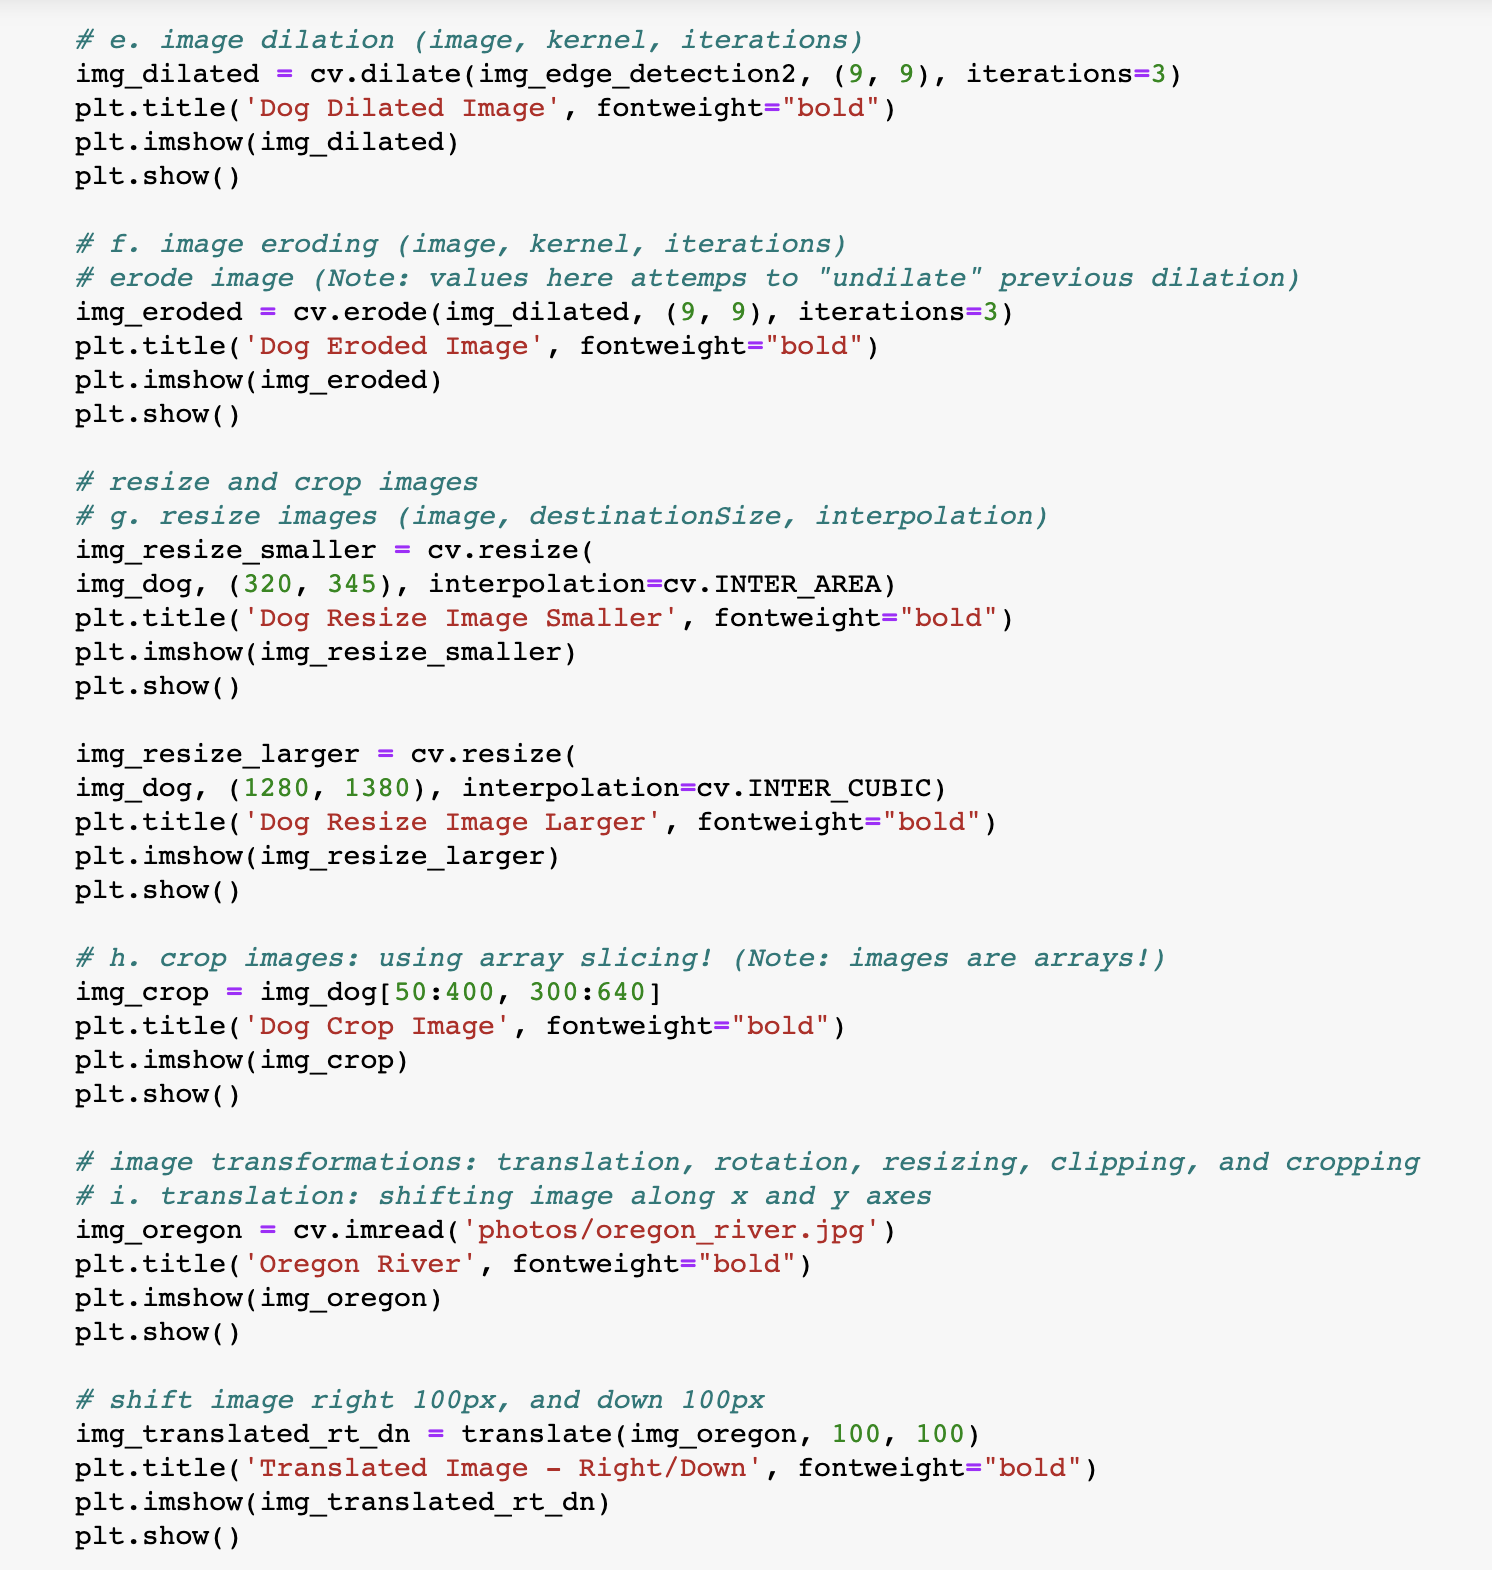 # e. image dilation (image, kernel, iterations)
img_dilated = cv.dilate(img_edge_detection2, (9, 9), iterations=3)
plt.title('Dog Dilated Image', fontweight="bold")
plt.imshow(img_dilated)
plt.show()

# f. image eroding (image, kernel, iterations)
# erode image (Note: values here attemps to "undilate" previous dilation)
img_eroded = cv.erode(img_dilated, (9, 9), iterations=3)
plt.title('Dog Eroded Image', fontweight="bold")
plt.imshow(img_eroded)
plt.show()

# resize and crop images
# g. resize images (image, destinationSize, interpolation)
img_resize_smaller = cv.resize(
img_dog, (320, 345), interpolation=cv.INTER_AREA)
plt.title('Dog Resize Image Smaller', fontweight="bold")
plt.imshow(img_resize_smaller)
plt.show()

img_resize_larger = cv.resize(
img_dog, (1280, 1380), interpolation=cv.INTER_CUBIC)
plt.title('Dog Resize Image Larger', fontweight="bold")
plt.imshow(img_resize_larger)
plt.show()

# h. crop images: using array slicing! (Note: images are arrays!)
img_crop = img_dog[50:400, 300:640]
plt.title('Dog Crop Image', fontweight="bold")
plt.imshow(img_crop)
plt.show()

# image transformations: translation, rotation, resizing, clipping, and cropping
# i. translation: shifting image along x and y axes
img_oregon = cv.imread('photos/oregon_river.jpg')
plt.title('Oregon River', fontweight="bold")
plt.imshow(img_oregon)
plt.show()

# shift image right 100px, and down 100px
img_translated_rt_dn = translate(img_oregon, 100, 100)
plt.title('Translated Image - Right/Down', fontweight="bold")
plt.imshow(img_translated_rt_dn)
plt.show()